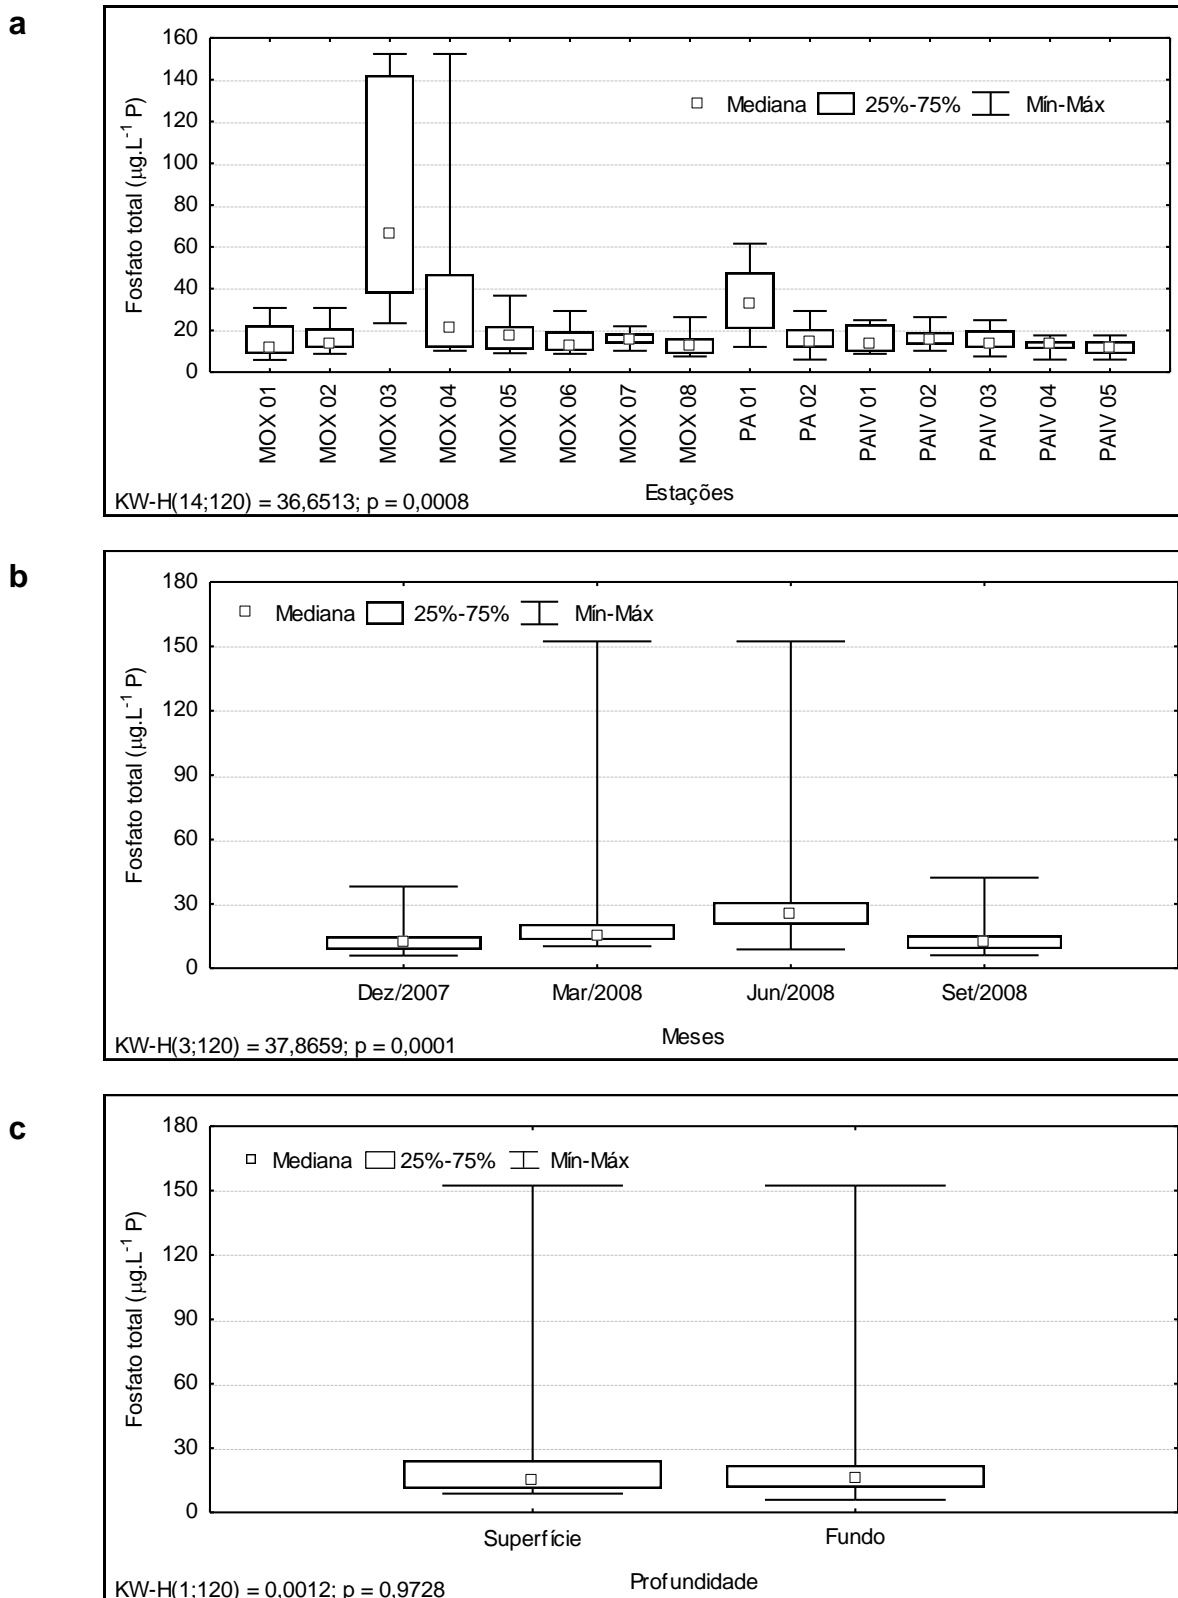 a
160
140
120
100
80
60
40
20
0
Fosfato total (µg.L⁻¹ P)
Mediana 25%-75% Mín-Máx
MOX 01
MOX 02
MOX 03
MOX 04
MOX 05
MOX 06
MOX 07
MOX 08
PA 01
PA 02
PAIV 01
PAIV 02
PAIV 03
PAIV 04
PAIV 05
Estações
KW-H(14;120) = 36,6513; p = 0,0008
b
180
150
120
90
60
30
0
Fosfato total (µg.L⁻¹ P)
Mediana 25%-75% Mín-Máx
Dez/2007 Mar/2008 Jun/2008 Set/2008
Meses
KW-H(3;120) = 37,8659; p = 0,0001
c
180
150
120
90
60
30
0
Fosfato total (µg.L⁻¹ P)
Mediana 25%-75% Mín-Máx
Superfície Fundo
Profundidade
KW-H(1;120) = 0,0012; p = 0,9728